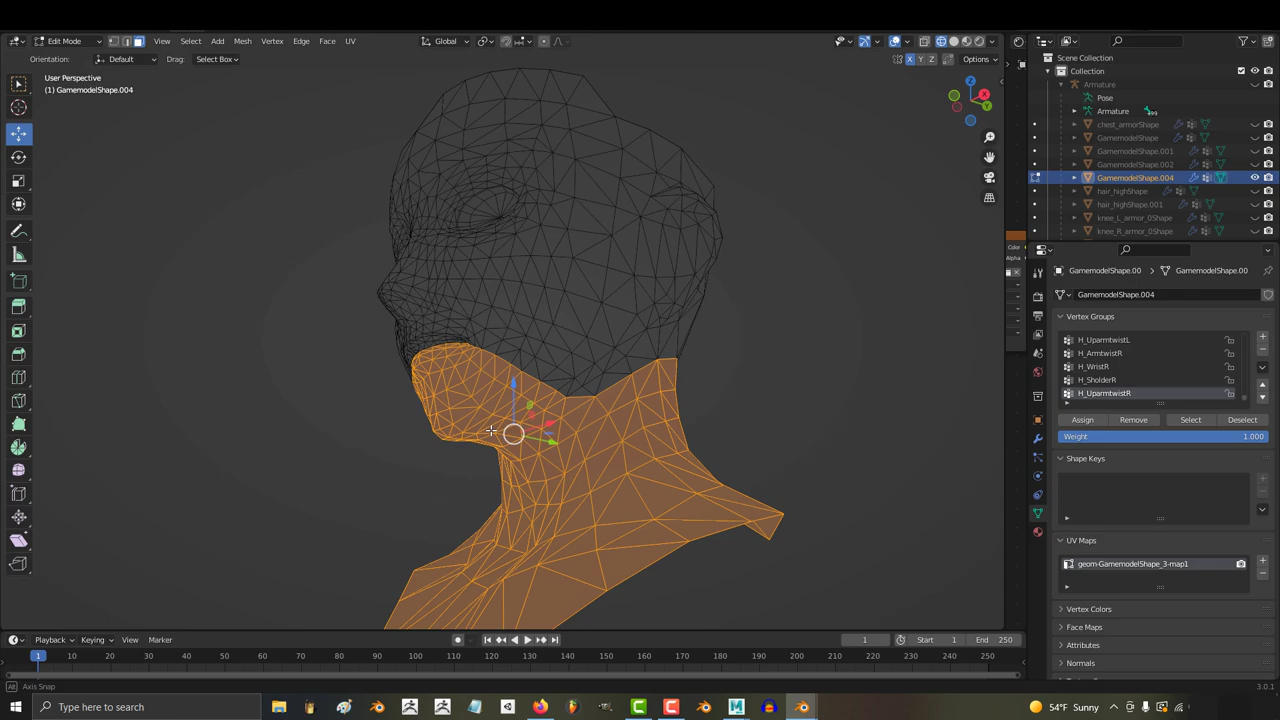 Edit Mode
View
Select
Add
Mesh
Vertex
Edge
Face
UV
Global
Options
Orientation:
Default
Drag:
Select Box
X
Y
Z
User Perspective
(1) GamemodelShape.004
Z
X
Y
Color
Alpha
Scene Collection
Collection
Armature
Pose
Armature
99
chest_armorShape
GamemodelShape
GamemodelShape.001
GamemodelShape.002
GamemodelShape.004
hair_highShape
hair_highShape.001
knee_L_armor_0Shape
knee_R_armor_0Shape
GamemodelShape.00
GamemodelShape.00
GamemodelShape.004
Vertex Groups
H_UparmtwistL
H_ArmtwistR
H_WristR
H_SholderR
H_UparmtwistR
Assign
Remove
Select
Deselect
Weight
1.000
Shape Keys
UV Maps
geom-GamemodelShape_3-map1
Vertex Colors
Face Maps
Attributes
Normals
Playback
Keying
View
Marker
1
Start
1
End
250
1
10
20
30
40
50
60
70
80
90
100
110
120
130
140
150
160
170
180
190
200
210
220
230
240
250
Alt
Axis Snap
3.0.1
Type here to search
54°F Sunny